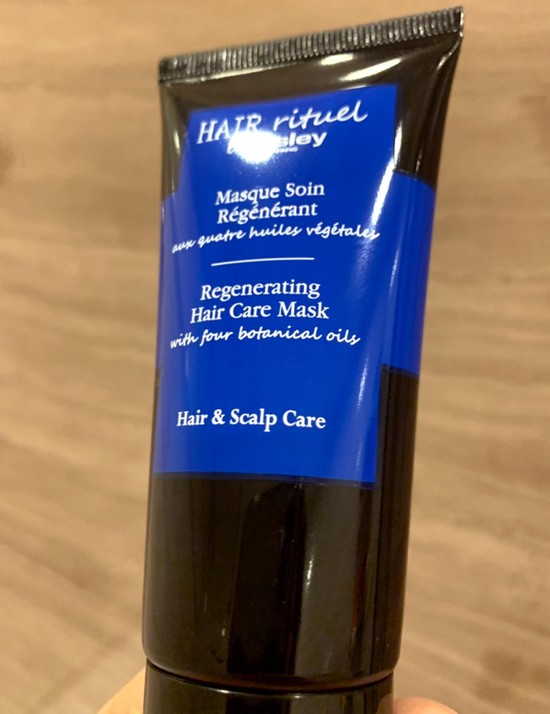 HAIR rituel
Masque Soin
Régénérant
aux quatre huiles végétales
Regenerating
Hair Care Mask
with four botanical oils
Hair & Scalp Care